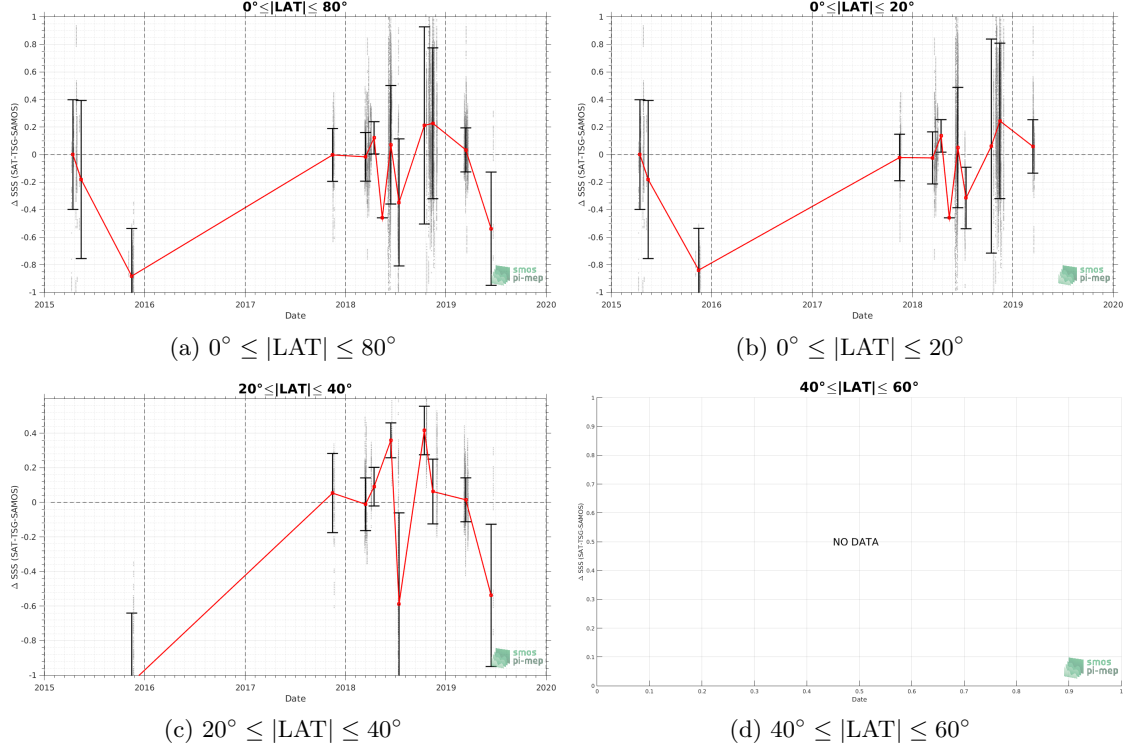 0°≤|LAT|≤ 80°
Δ SSS (SAT-TSG-SAMOS)
1
0.8
0.6
0.4
0.2
0
-0.2
-0.4
-0.6
-0.8
-1
2015 2016 2017 2018 2019 2020
Date
smos
pi-mep
(a) 0° ≤ |LAT| ≤ 80°
0°≤|LAT|≤ 20°
Δ SSS (SAT-TSG-SAMOS)
1
0.8
0.6
0.4
0.2
0
-0.2
-0.4
-0.6
-0.8
-1
2015 2016 2017 2018 2019 2020
Date
smos
pi-mep
(b) 0° ≤ |LAT| ≤ 20°
20°≤|LAT|≤ 40°
Δ SSS (SAT-TSG-SAMOS)
0.4
0.2
0
-0.2
-0.4
-0.6
-0.8
-1
2015 2016 2017 2018 2019 2020
Date
smos
pi-mep
(c) 20° ≤ |LAT| ≤ 40°
40°≤|LAT|≤ 60°
Δ SSS (SAT-TSG-SAMOS)
1
0.9
0.8
0.7
0.6
0.5
0.4
0.3
0.2
0.1
0
NO DATA
0 0.1 0.2 0.3 0.4 0.5 0.6 0.7 0.8 0.9 1
Date
smos
pi-mep
(d) 40° ≤ |LAT| ≤ 60°